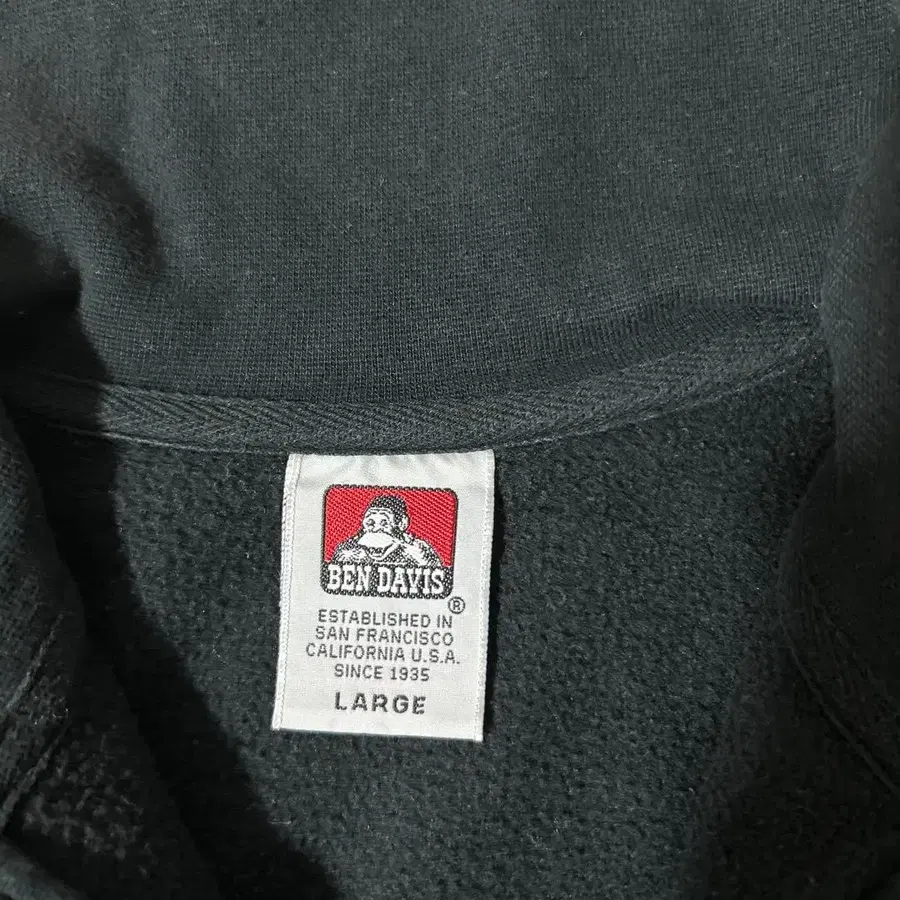 BEN DAVIS
®
ESTABLISHED IN
SAN FRANCISCO
CALIFORNIA U.S.A.
SINCE 1935
LARGE